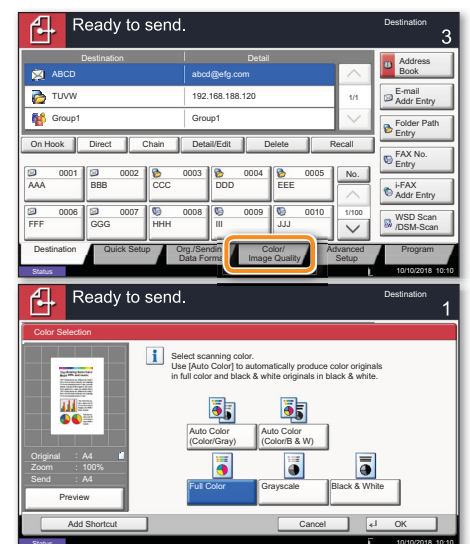 Ready to send.
Destination
3
Destination Detail
ABCD abcd@efg.com
TUVW 192.168.188.120
Group1 Group1
1/1
Address
Book
E-mail
Addr Entry
Folder Path
Entry
FAX No.
Entry
i-FAX
Addr Entry
WSD Scan
/DSM-Scan
On Hook Direct Chain Detail/Edit Delete Recall
0001 0002 0003 0004 0005 No.
AAA BBB CCC DDD EEE
0006 0007 0008 0009 0010 1/100
FFF GGG HHH III JJJ
Destination Quick Setup Org./Sendin Color/ Advanced Program
Data Forma Image Quality Setup
Status 10/10/2018 10:10
Ready to send.
Destination
1
Color Selection
Select scanning color.
Use [Auto Color] to automatically produce color originals
in full color and black & white originals in black & white.
Auto Color Auto Color
(Color/Gray) (Color/B & W)
Full Color Grayscale Black & White
Original : A4
Zoom : 100%
Send : A4
Preview
Add Shortcut Cancel OK
Status 10/10/2018 10:10